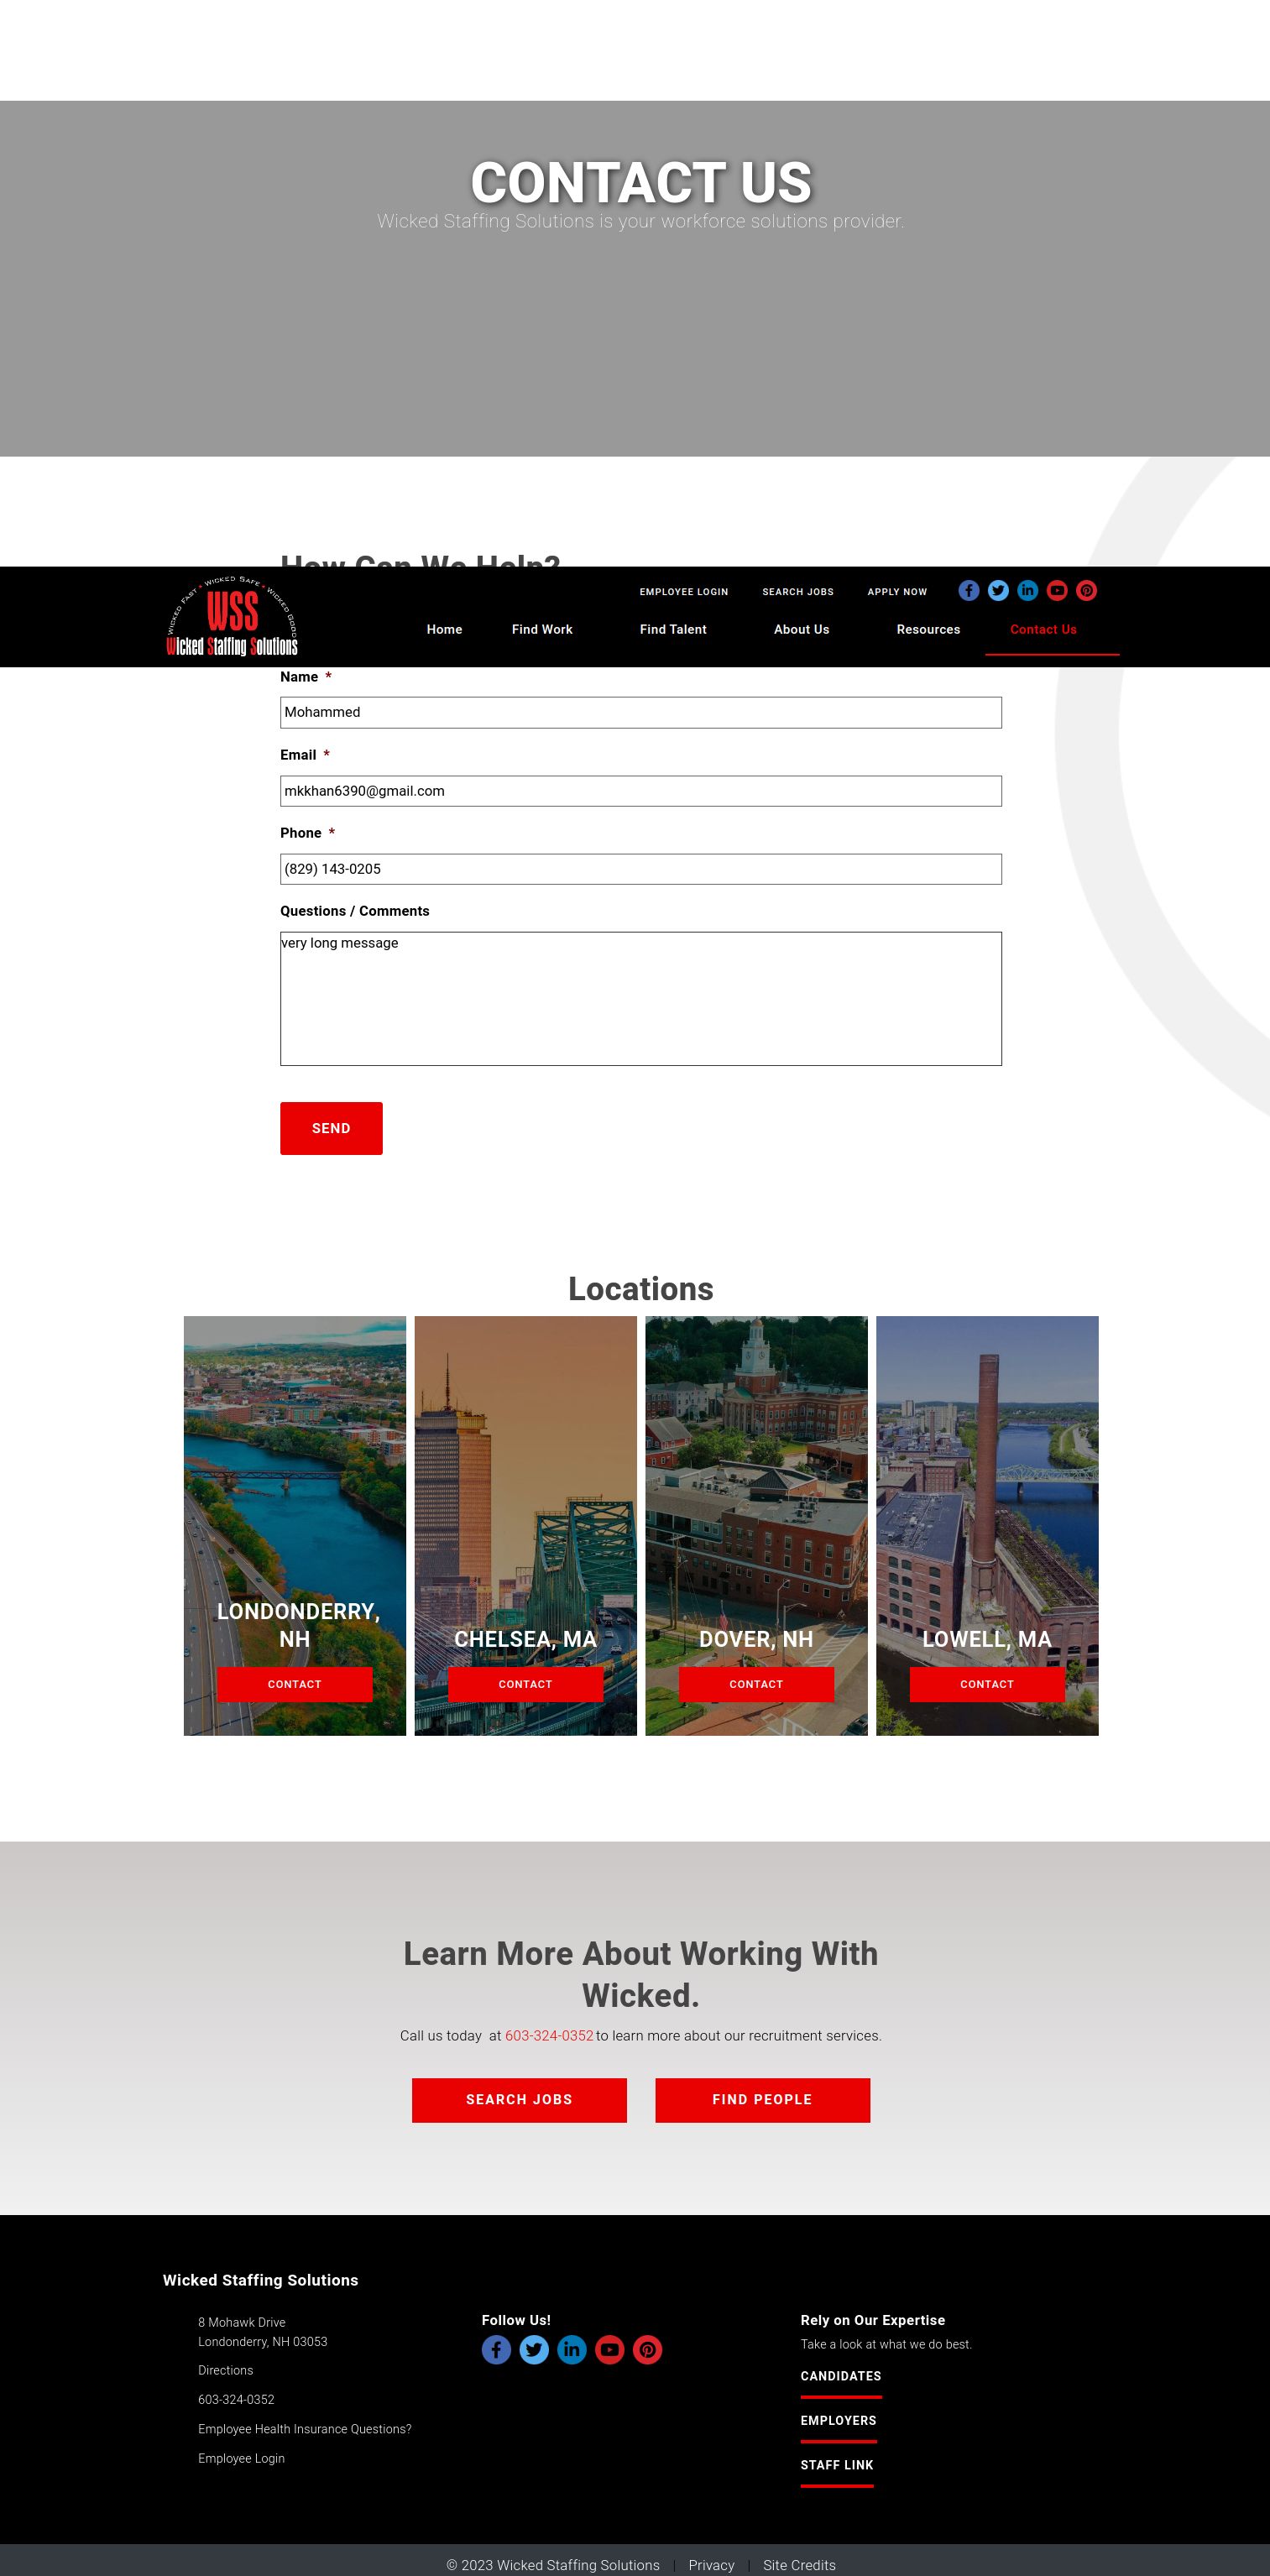 CONTACT US
Wicked Staffing Solutions is your workforce solutions provider.
How Can We Help?
Wicked Fast • Wicked Safe • Wicked Good
WSS
Wicked Staffing Solutions
EMPLOYEE LOGIN SEARCH JOBS APPLY NOW
Home Find Work Find Talent About Us Resources Contact Us
Name *
Mohammed
Email *
mkkhan6390@gmail.com
Phone *
(829) 143-0205
Questions / Comments
very long message
SEND
Locations
LONDONDERRY,
NH
CONTACT
CHELSEA, MA
CONTACT
DOVER, NH
CONTACT
LOWELL, MA
CONTACT
Learn More About Working With
Wicked.
Call us today at 603-324-0352 to learn more about our recruitment services.
SEARCH JOBS
FIND PEOPLE
Wicked Staffing Solutions
8 Mohawk Drive
Londonderry, NH 03053
Directions
603-324-0352
Employee Health Insurance Questions?
Employee Login
Follow Us!
Rely on Our Expertise
Take a look at what we do best.
CANDIDATES
EMPLOYERS
STAFF LINK
© 2023 Wicked Staffing Solutions | Privacy | Site Credits